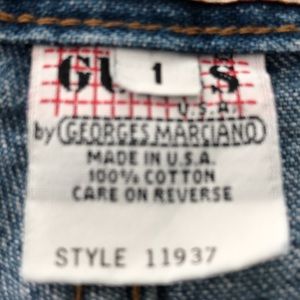 GU 1 S
U.S.A.
by GEORGES MARCIANO
MADE IN U.S.A.
100% COTTON
CARE ON REVERSE
STYLE 11937